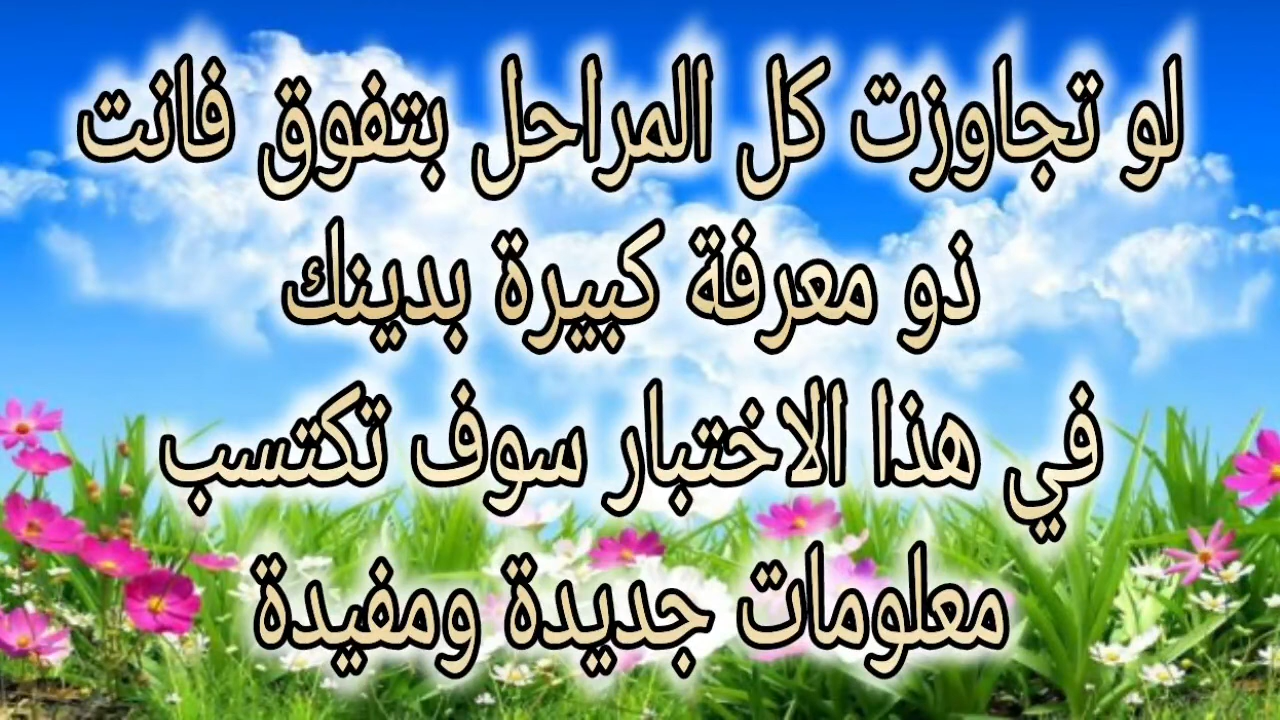 لو تجاوزت كل المراحل بتفوق فانت
ذو معرفة كبيرة بدينك
في هذا الاختبار سوف تكتسب
معلومات جديدة ومفيدة